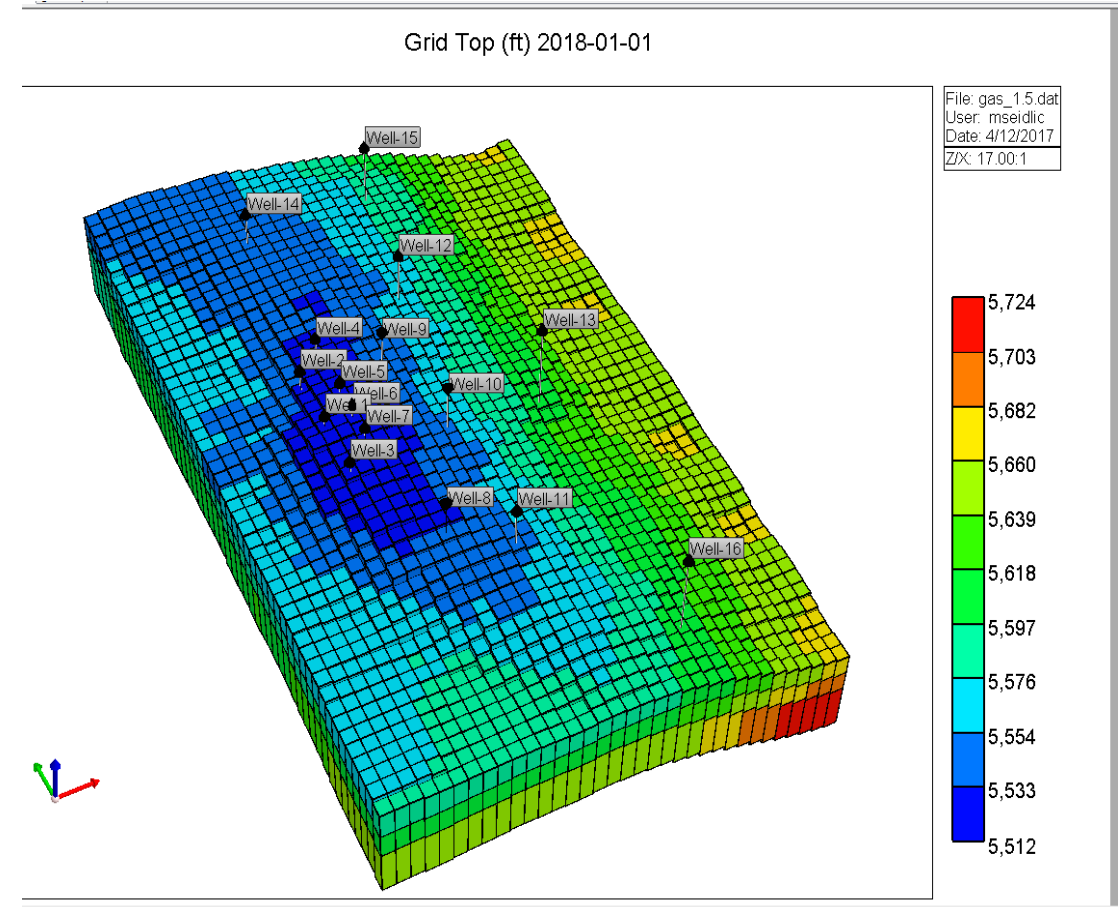 Grid Top (ft) 2018-01-01
File: gas_1.5.dat
User: mseidlic
Date: 4/12/2017
Z/X: 17.00:1
Well-15
Well-14
Well-12
Well-13
Well-4
Well-9
Well-2
Well-5
Well-10
Well-6
Well-1
Well-7
Well-3
Well-8
Well-11
Well-16
5,724
5,703
5,682
5,660
5,639
5,618
5,597
5,576
5,554
5,533
5,512